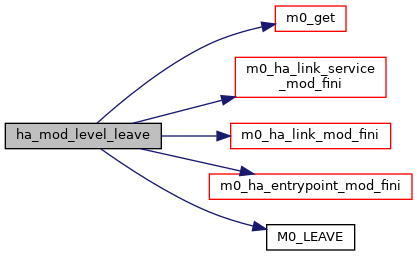 m0_get
m0_ha_link_service
_mod_fini
ha_mod_level_leave
m0_ha_link_mod_fini
m0_ha_entrypoint_mod_fini
M0_LEAVE